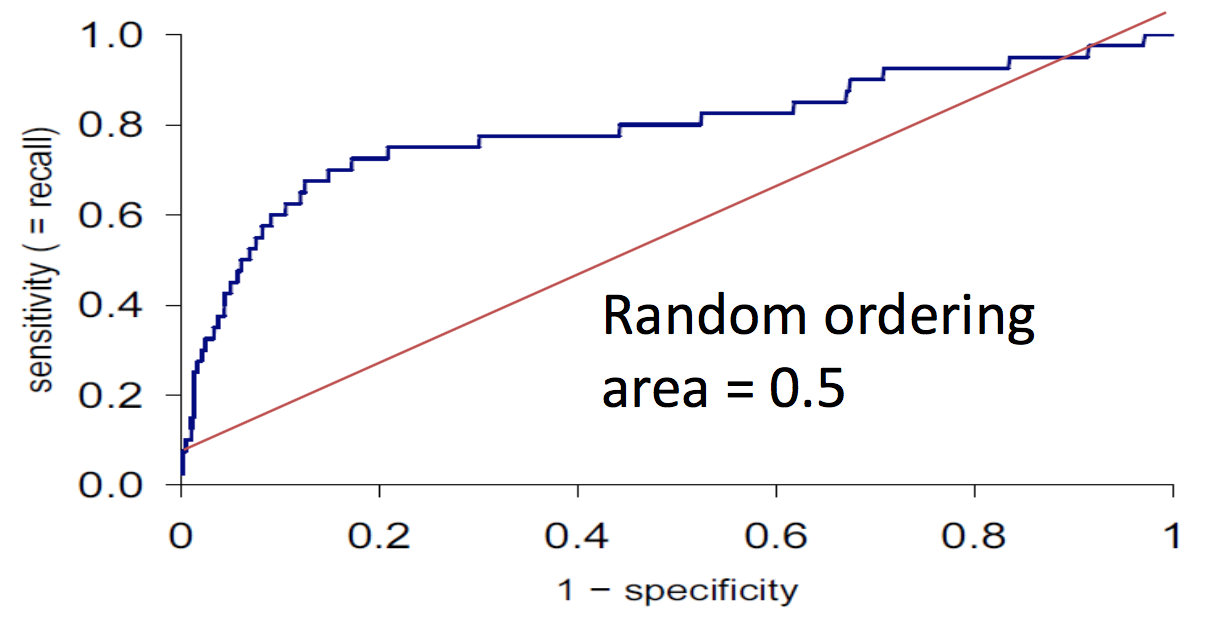 1.0
0.8
0.6
0.4
0.2
0.0
sensitivity ( = recall)
Random ordering
area = 0.5
0 0.2 0.4 0.6 0.8 1
1 − specificity